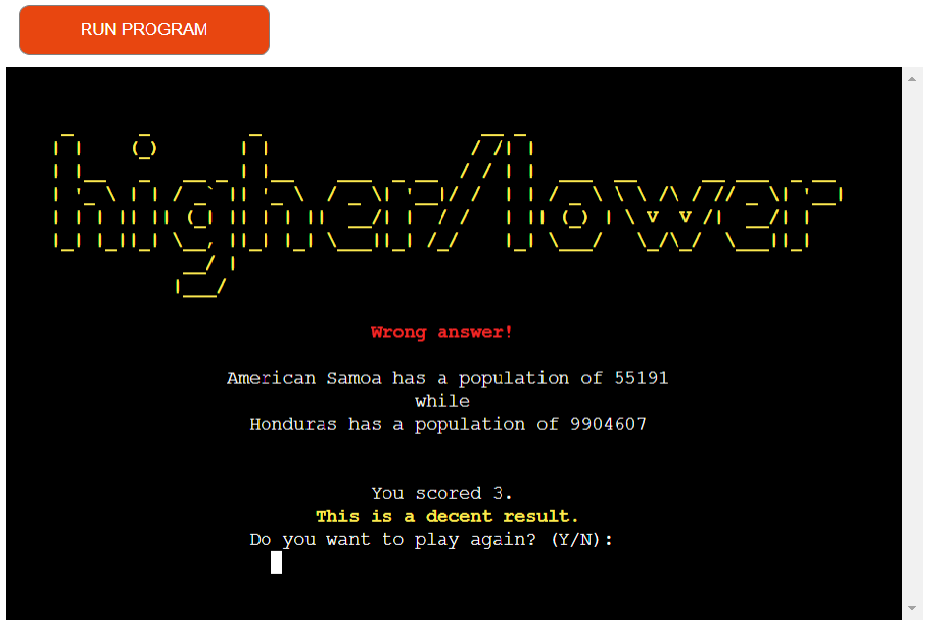 RUN PROGRAM
higher/lower
Wrong answer!
American Samoa has a population of 55191
while
Honduras has a population of 9904607
You scored 3.
This is a decent result.
Do you want to play again? (Y/N):